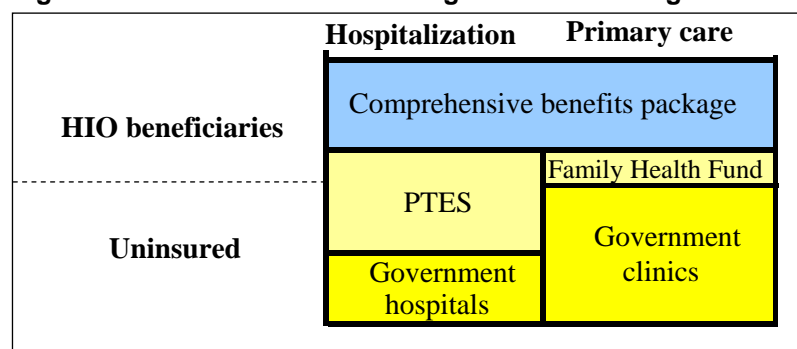 Hospitalization Primary care
Comprehensive benefits package
HIO beneficiaries
Family Health Fund
PTES
Uninsured
Government
clinics
Government
hospitals